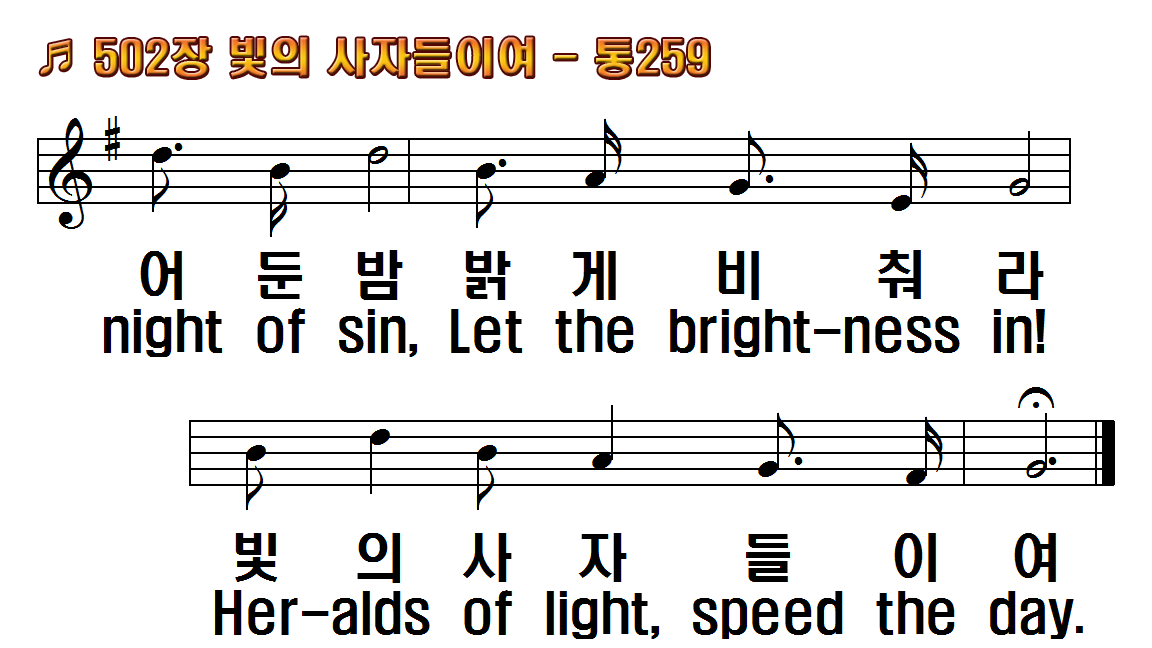 ♬ 502장 빛의 사자들이여 - 통259
어 둔 밤 밝 게 비 춰 라
night of sin, Let the bright-ness in!
빛 의 사 자 들 이 여
Her-alds of light, speed the day.